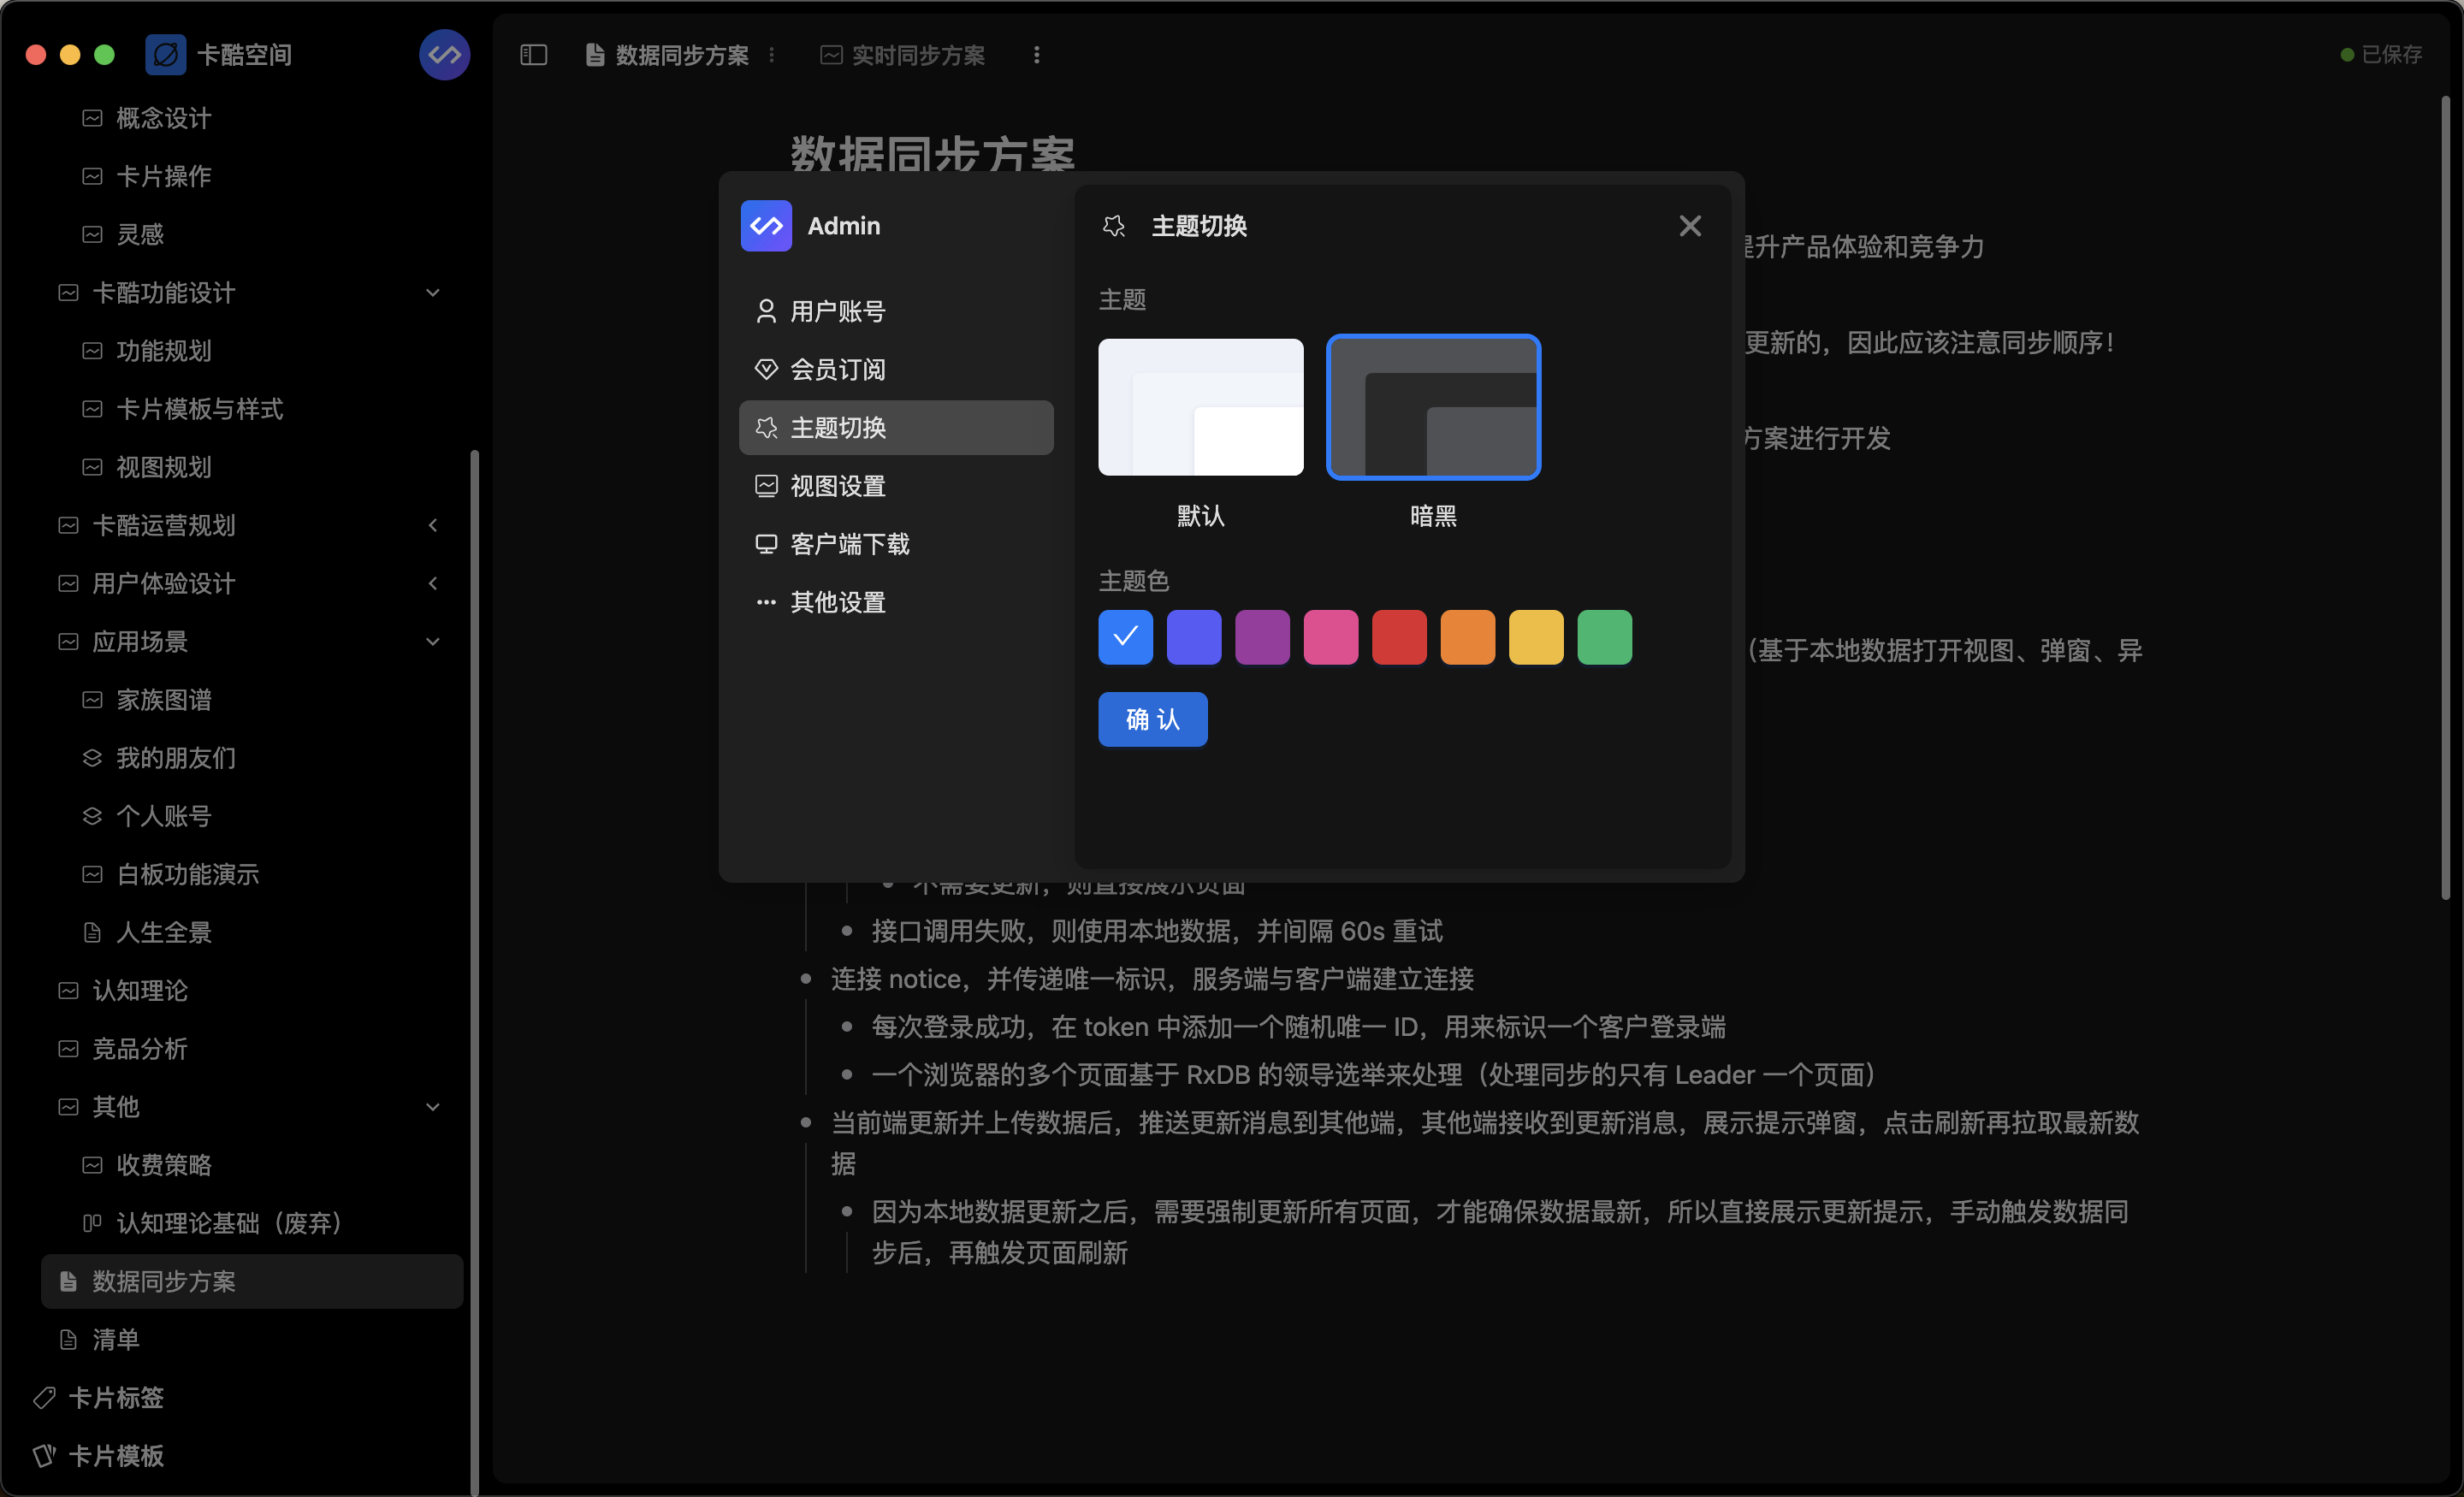 卡酷空间
概念设计
卡片操作
灵感
卡酷功能设计
功能规划
卡片模板与样式
视图规划
卡酷运营规划
用户体验设计
应用场景
家族图谱
我的朋友们
个人账号
白板功能演示
人生全景
认知理论
竞品分析
其他
收费策略
认知理论基础（废弃）
数据同步方案
清单
卡片标签
卡片模板
数据同步方案
实时同步方案
已保存
数据同步方案
升产品体验和竞争力
更新的，因此应该注意同步顺序！
方案进行开发
（基于本地数据打开视图、弹窗、异
Admin
用户账号
会员订阅
主题切换
视图设置
客户端下载
其他设置
主题切换
主题
默认
暗黑
主题色
确 认
不需要更新，则直接展示页面
接口调用失败，则使用本地数据，并间隔 60s 重试
连接 notice，并传递唯一标识，服务端与客户端建立连接
每次登录成功，在 token 中添加一个随机唯一 ID，用来标识一个客户登录端
一个浏览器的多个页面基于 RxDB 的领导选举来处理（处理同步的只有 Leader 一个页面）
当前端更新并上传数据后，推送更新消息到其他端，其他端接收到更新消息，展示提示弹窗，点击刷新再拉取最新数
据
因为本地数据更新之后，需要强制更新所有页面，才能确保数据最新，所以直接展示更新提示，手动触发数据同
步后，再触发页面刷新